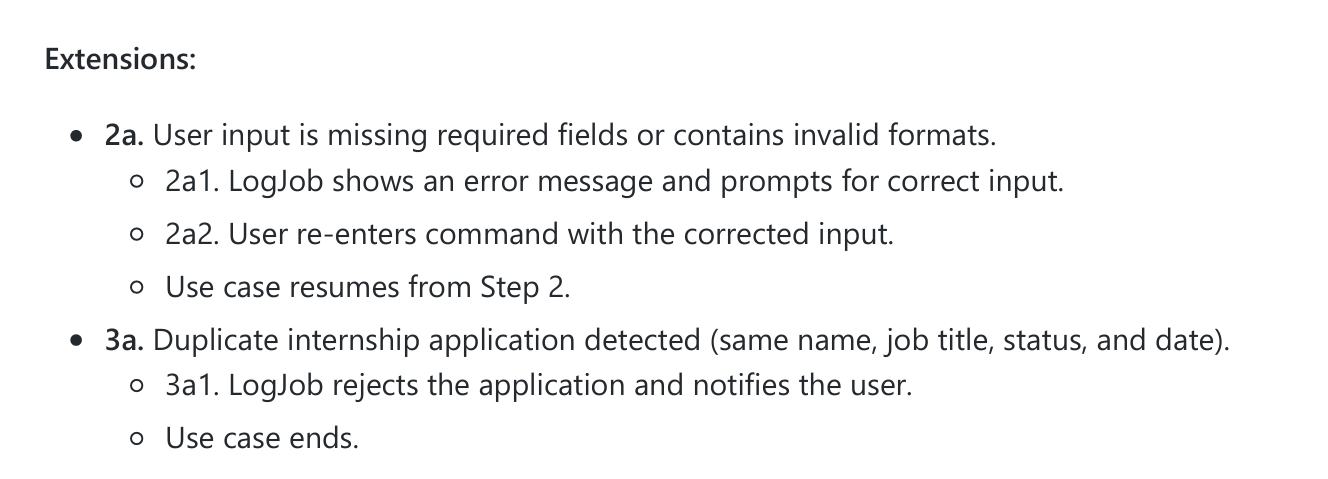 Extensions:
• 2a. User input is missing required fields or contains invalid formats.
○ 2a1. LogJob shows an error message and prompts for correct input.
○ 2a2. User re-enters command with the corrected input.
○ Use case resumes from Step 2.
• 3a. Duplicate internship application detected (same name, job title, status, and date).
○ 3a1. LogJob rejects the application and notifies the user.
○ Use case ends.